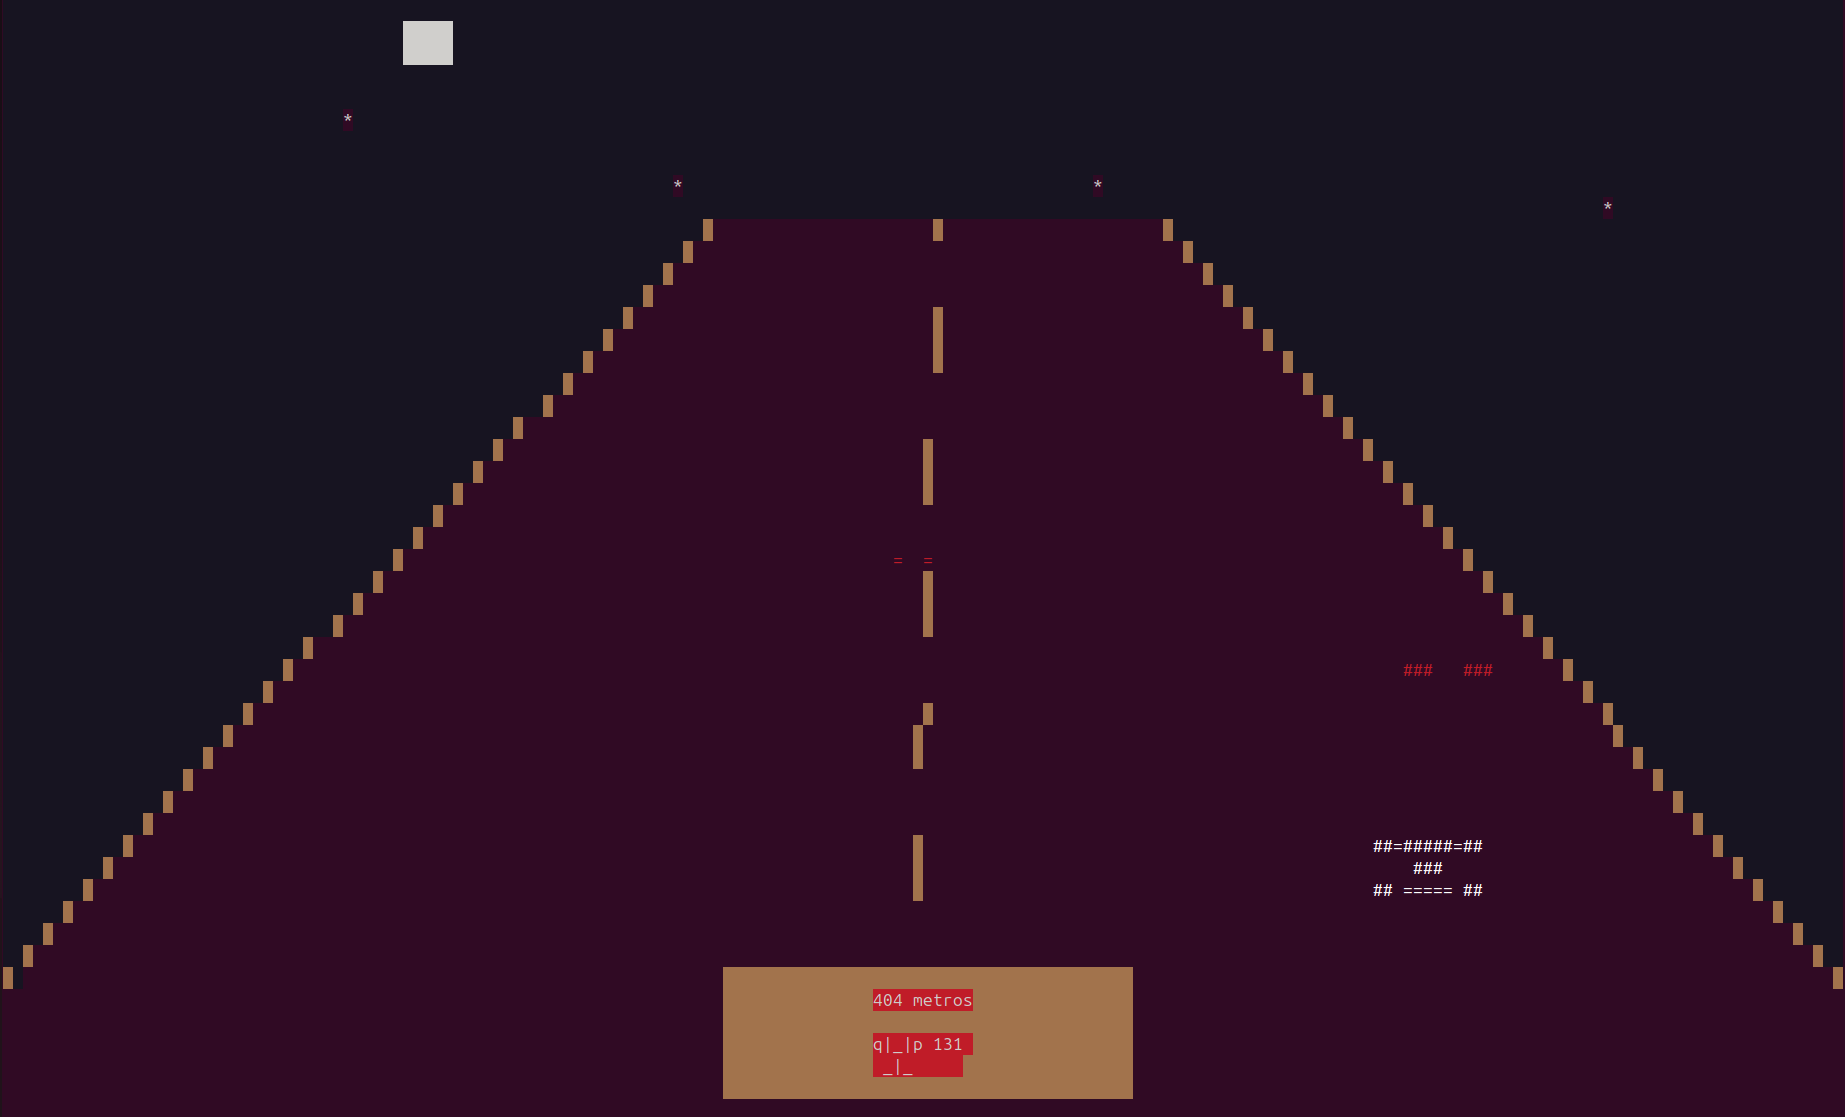 *
* *
*
= =
### ###
##=#####=##
###
## ===== ##
404 metros
q|_|p 131
_|_